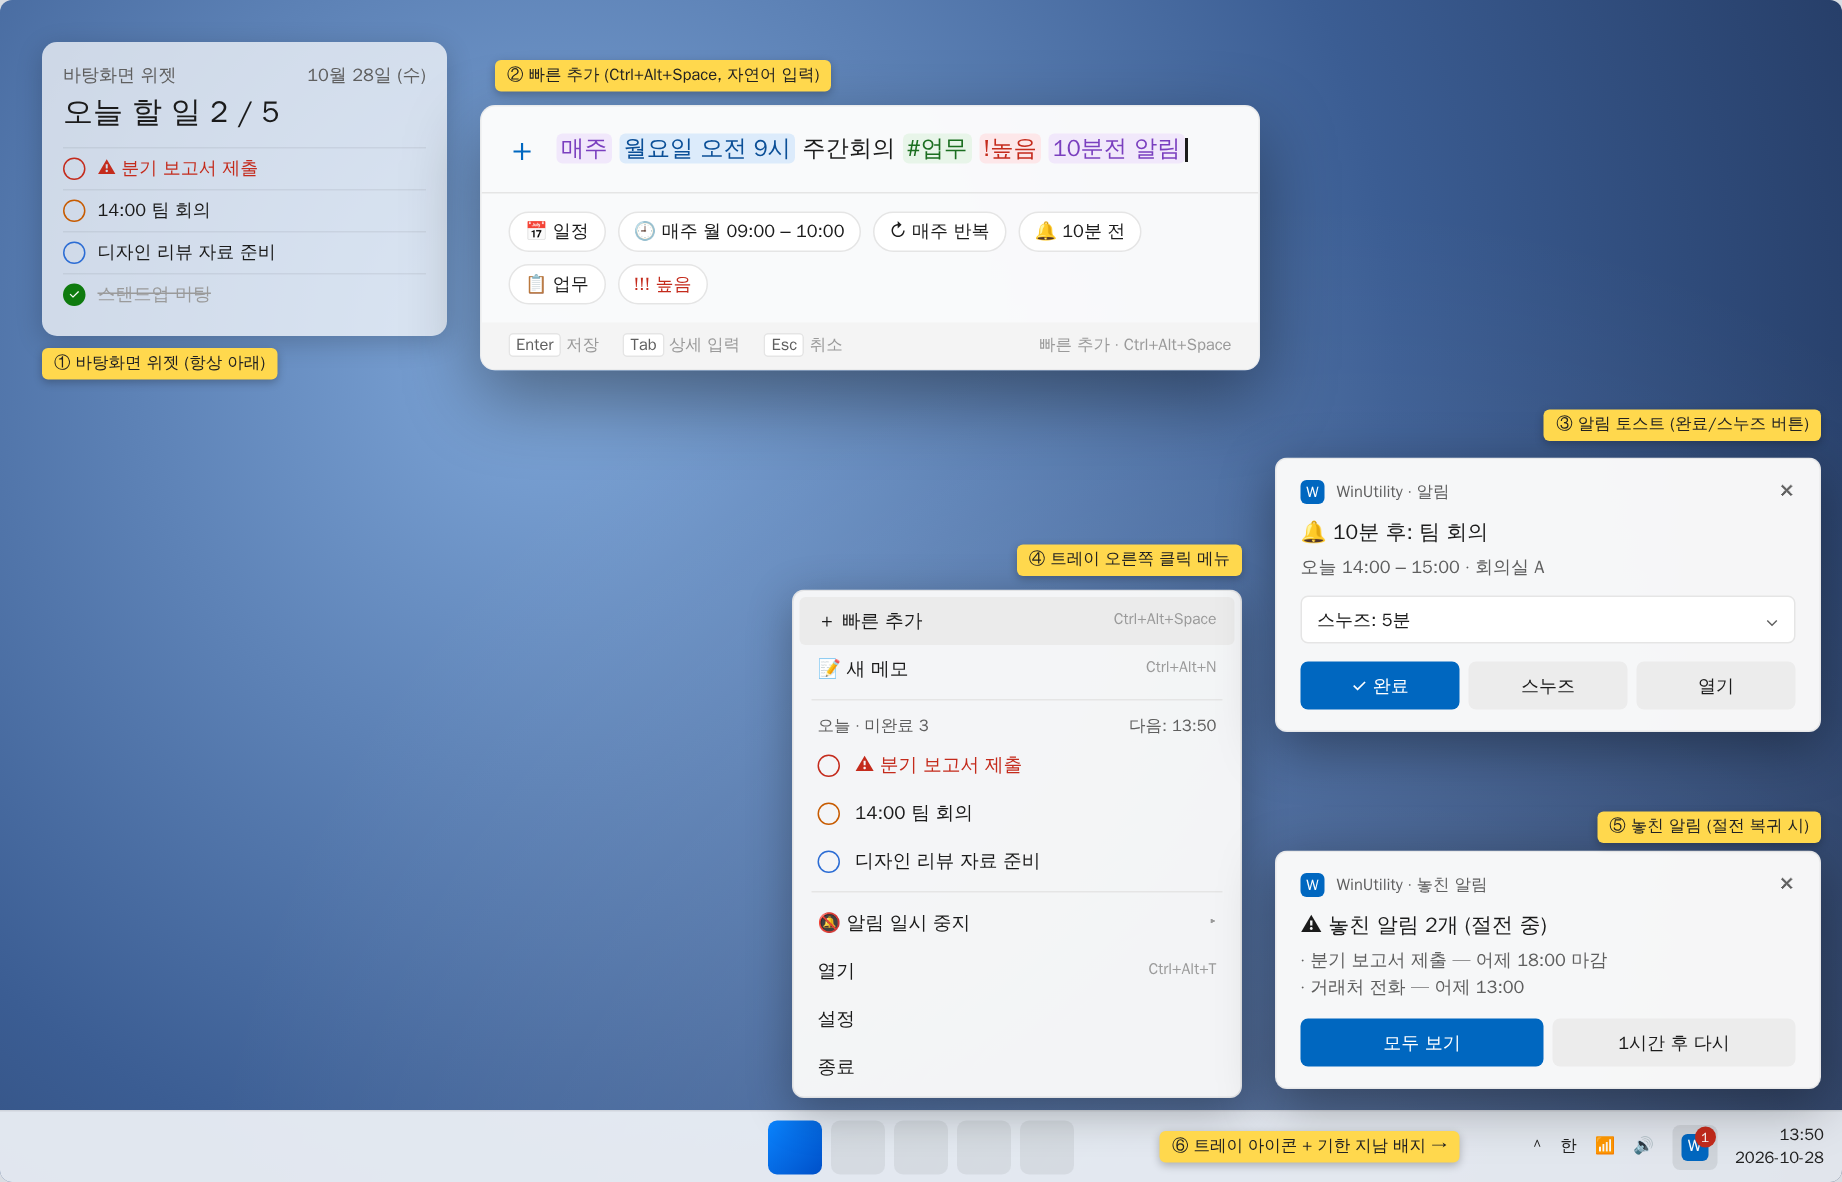 바탕화면 위젯 10월 28일 (수)
오늘 할 일 2 / 5
⚠ 분기 보고서 제출
14:00 팀 회의
디자인 리뷰 자료 준비
스탠드업 미팅
① 바탕화면 위젯 (항상 아래)
② 빠른 추가 (Ctrl+Alt+Space, 자연어 입력)
+ 매주 월요일 오전 9시 주간회의 #업무 !높음 10분전 알림
📅 일정 🕘 매주 월 09:00 – 10:00 ↻ 매주 반복 🔔 10분 전
📋 업무 !!! 높음
Enter 저장 Tab 상세 입력 Esc 취소 빠른 추가 · Ctrl+Alt+Space
③ 알림 토스트 (완료/스누즈 버튼)
W WinUtility · 알림 ✕
🔔 10분 후: 팀 회의
오늘 14:00 – 15:00 · 회의실 A
스누즈: 5분
✓ 완료 스누즈 열기
④ 트레이 오른쪽 클릭 메뉴
+ 빠른 추가 Ctrl+Alt+Space
📝 새 메모 Ctrl+Alt+N
오늘 · 미완료 3 다음: 13:50
⚠ 분기 보고서 제출
14:00 팀 회의
디자인 리뷰 자료 준비
🔕 알림 일시 중지 ▸
열기 Ctrl+Alt+T
설정
종료
⑤ 놓친 알림 (절전 복귀 시)
W WinUtility · 놓친 알림 ✕
⚠ 놓친 알림 2개 (절전 중)
· 분기 보고서 제출 — 어제 18:00 마감
· 거래처 전화 — 어제 13:00
모두 보기 1시간 후 다시
⑥ 트레이 아이콘 + 기한 지남 배지 →
^ 한 📶 🔊 W 1 13:50
2026-10-28